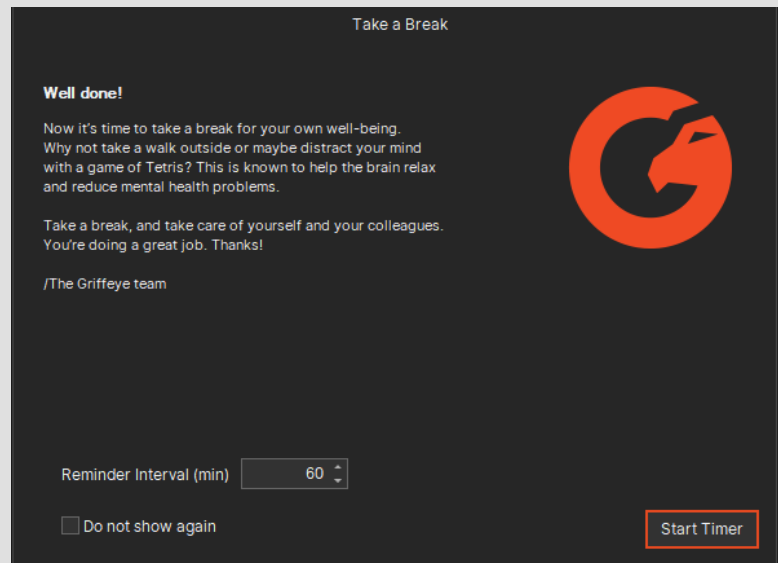 Take a Break
Well done!
Now it's time to take a break for your own well-being.
Why not take a walk outside or maybe distract your mind
with a game of Tetris? This is known to help the brain relax
and reduce mental health problems.
Take a break, and take care of yourself and your colleagues.
You're doing a great job. Thanks!
/The Griffeye team
Reminder Interval (min) 60
Do not show again
Start Timer